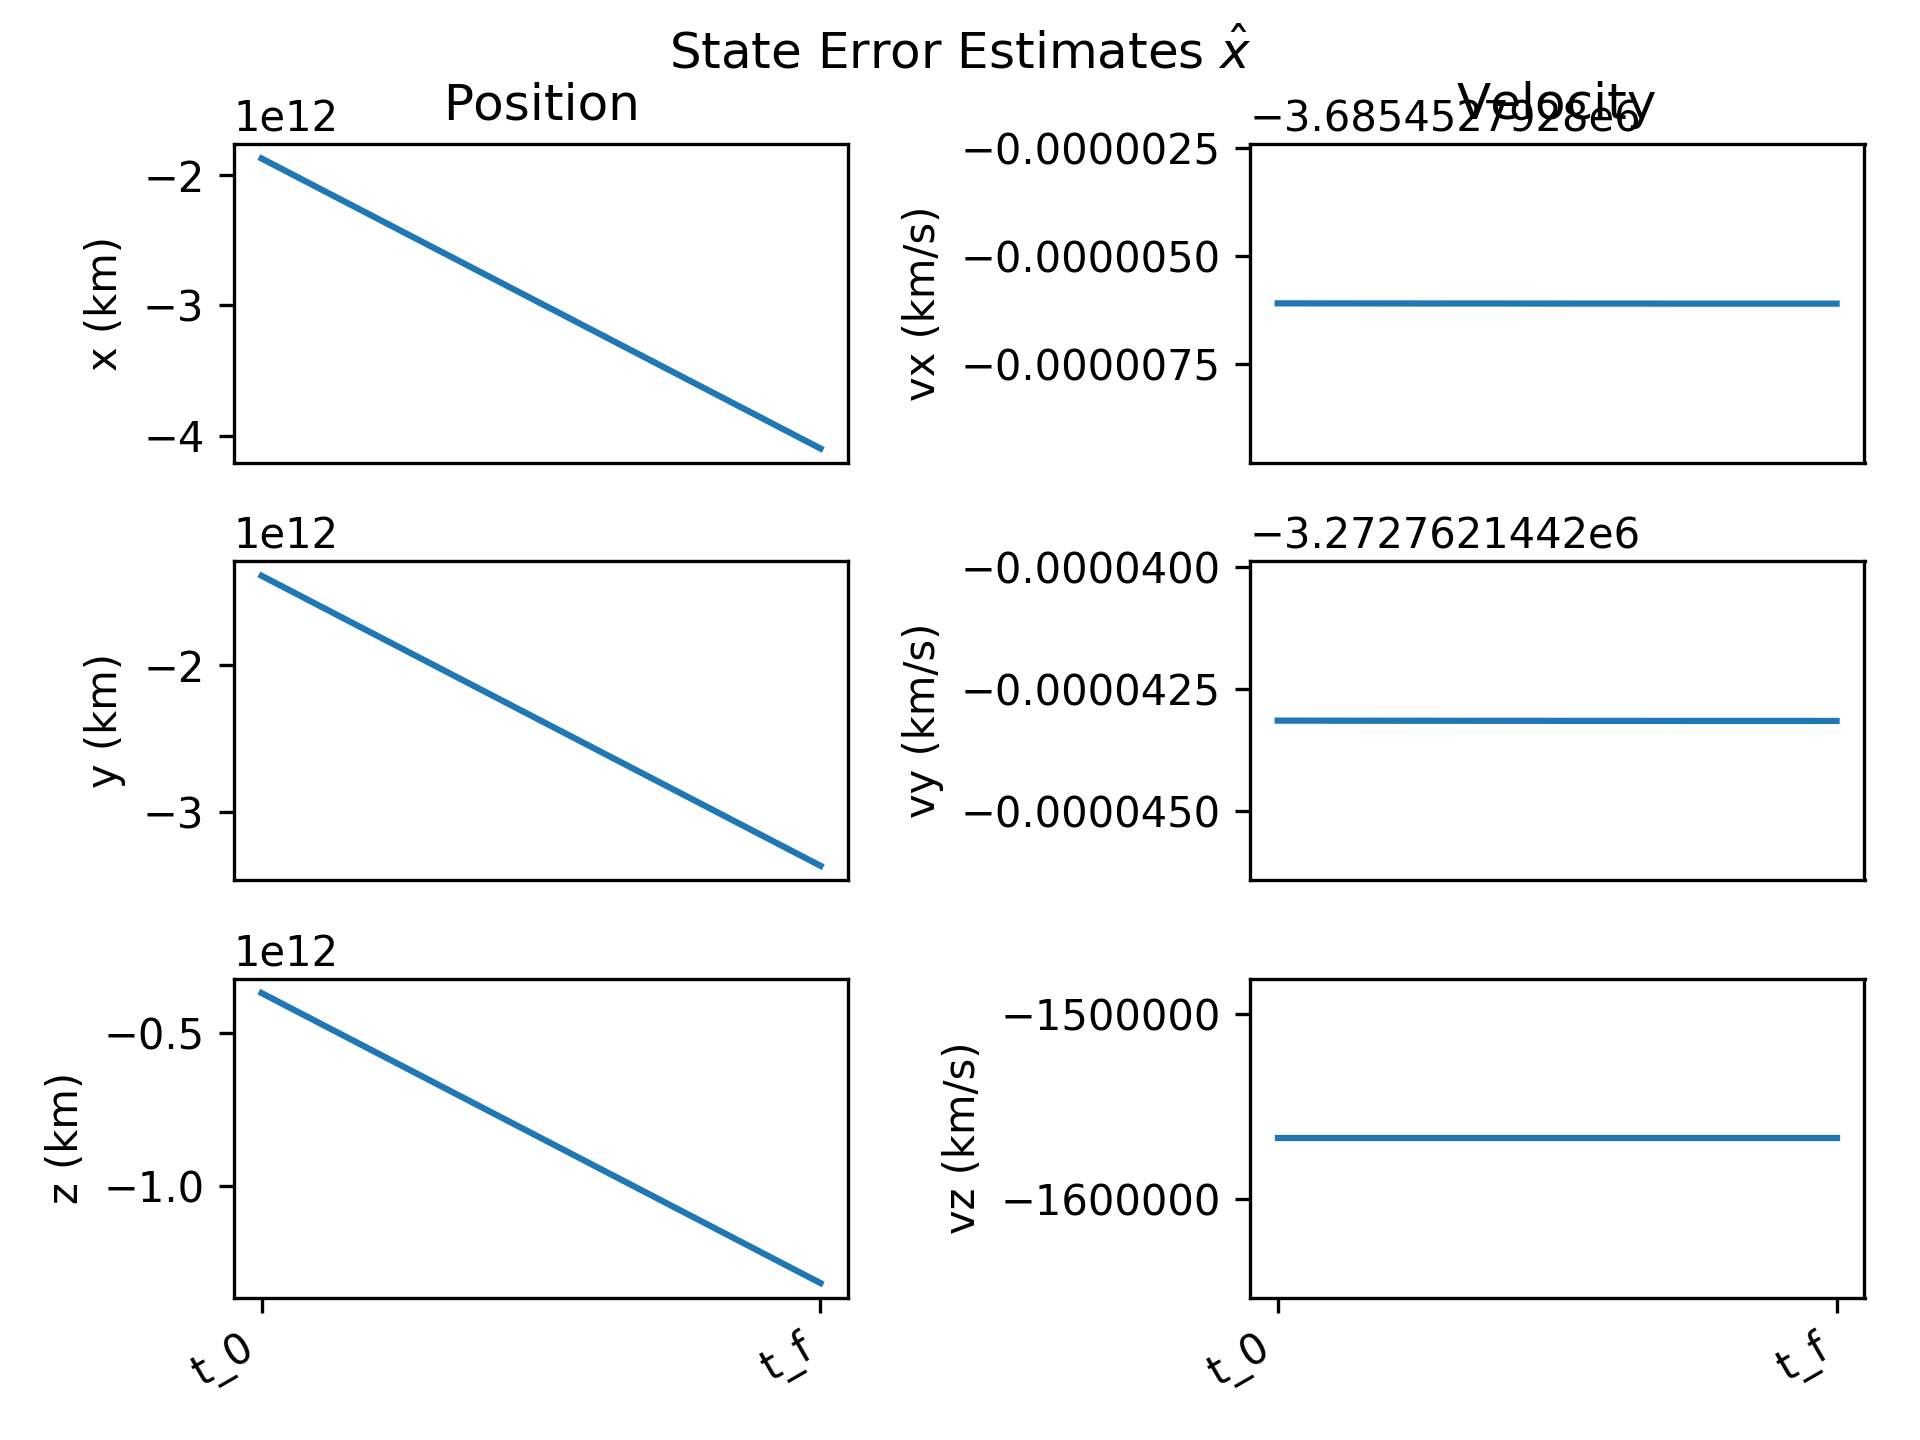 State Error Estimates x̂
Position
Velocity
1e12
−2
−3
−4
x (km)
−3.6854527928e6
−0.0000025
−0.0000050
−0.0000075
vx (km/s)
1e12
−2
−3
y (km)
−3.2727621442e6
−0.0000400
−0.0000425
−0.0000450
vy (km/s)
1e12
−0.5
−1.0
z (km)
t_0
t_f
−1500000
−1600000
vz (km/s)
t_0
t_f